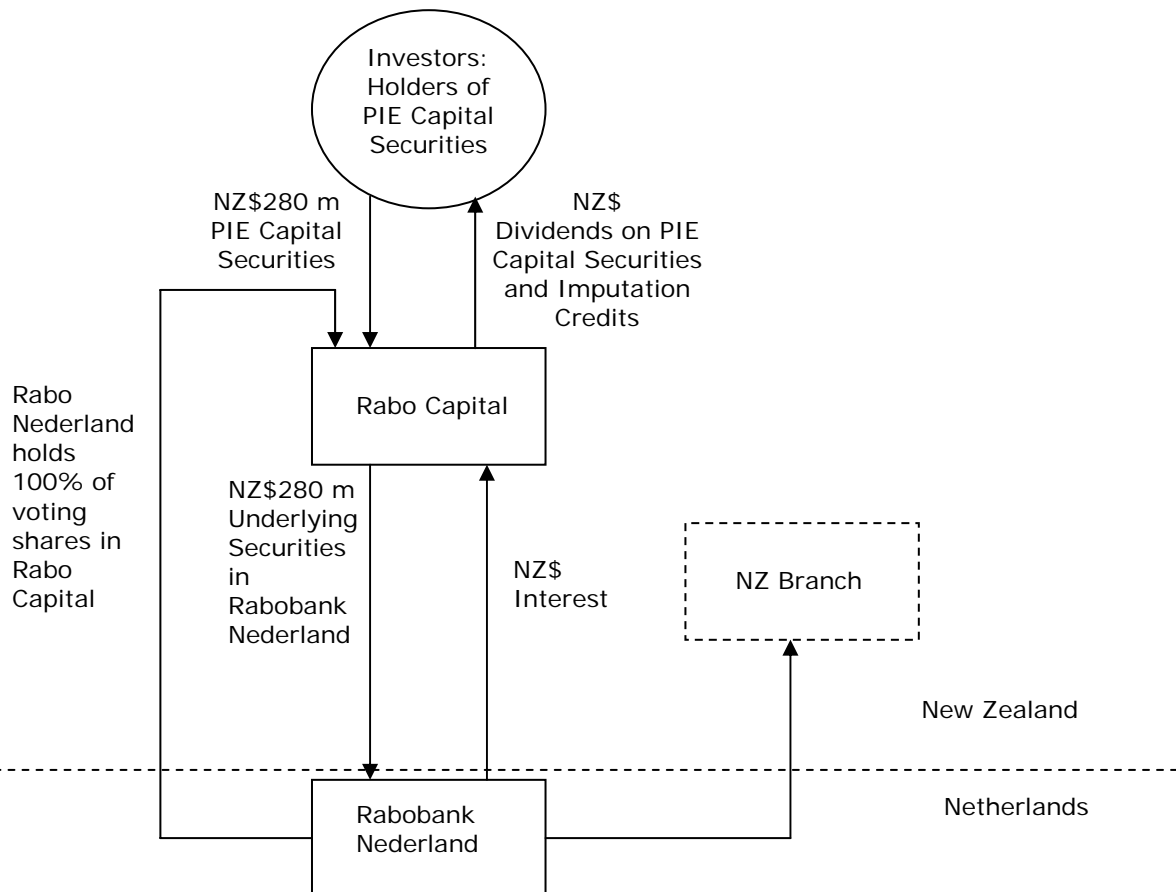 Investors:
Holders of
PIE Capital
Securities
NZ$280 m
PIE Capital
Securities
NZ$
Dividends on PIE
Capital Securities
and Imputation
Credits
Rabo
Nederland
holds
100% of
voting
shares in
Rabo
Capital
Rabo Capital
NZ$280 m
Underlying
Securities
in
Rabobank
Nederland
NZ$
Interest
NZ Branch
New Zealand
Netherlands
Rabobank
Nederland